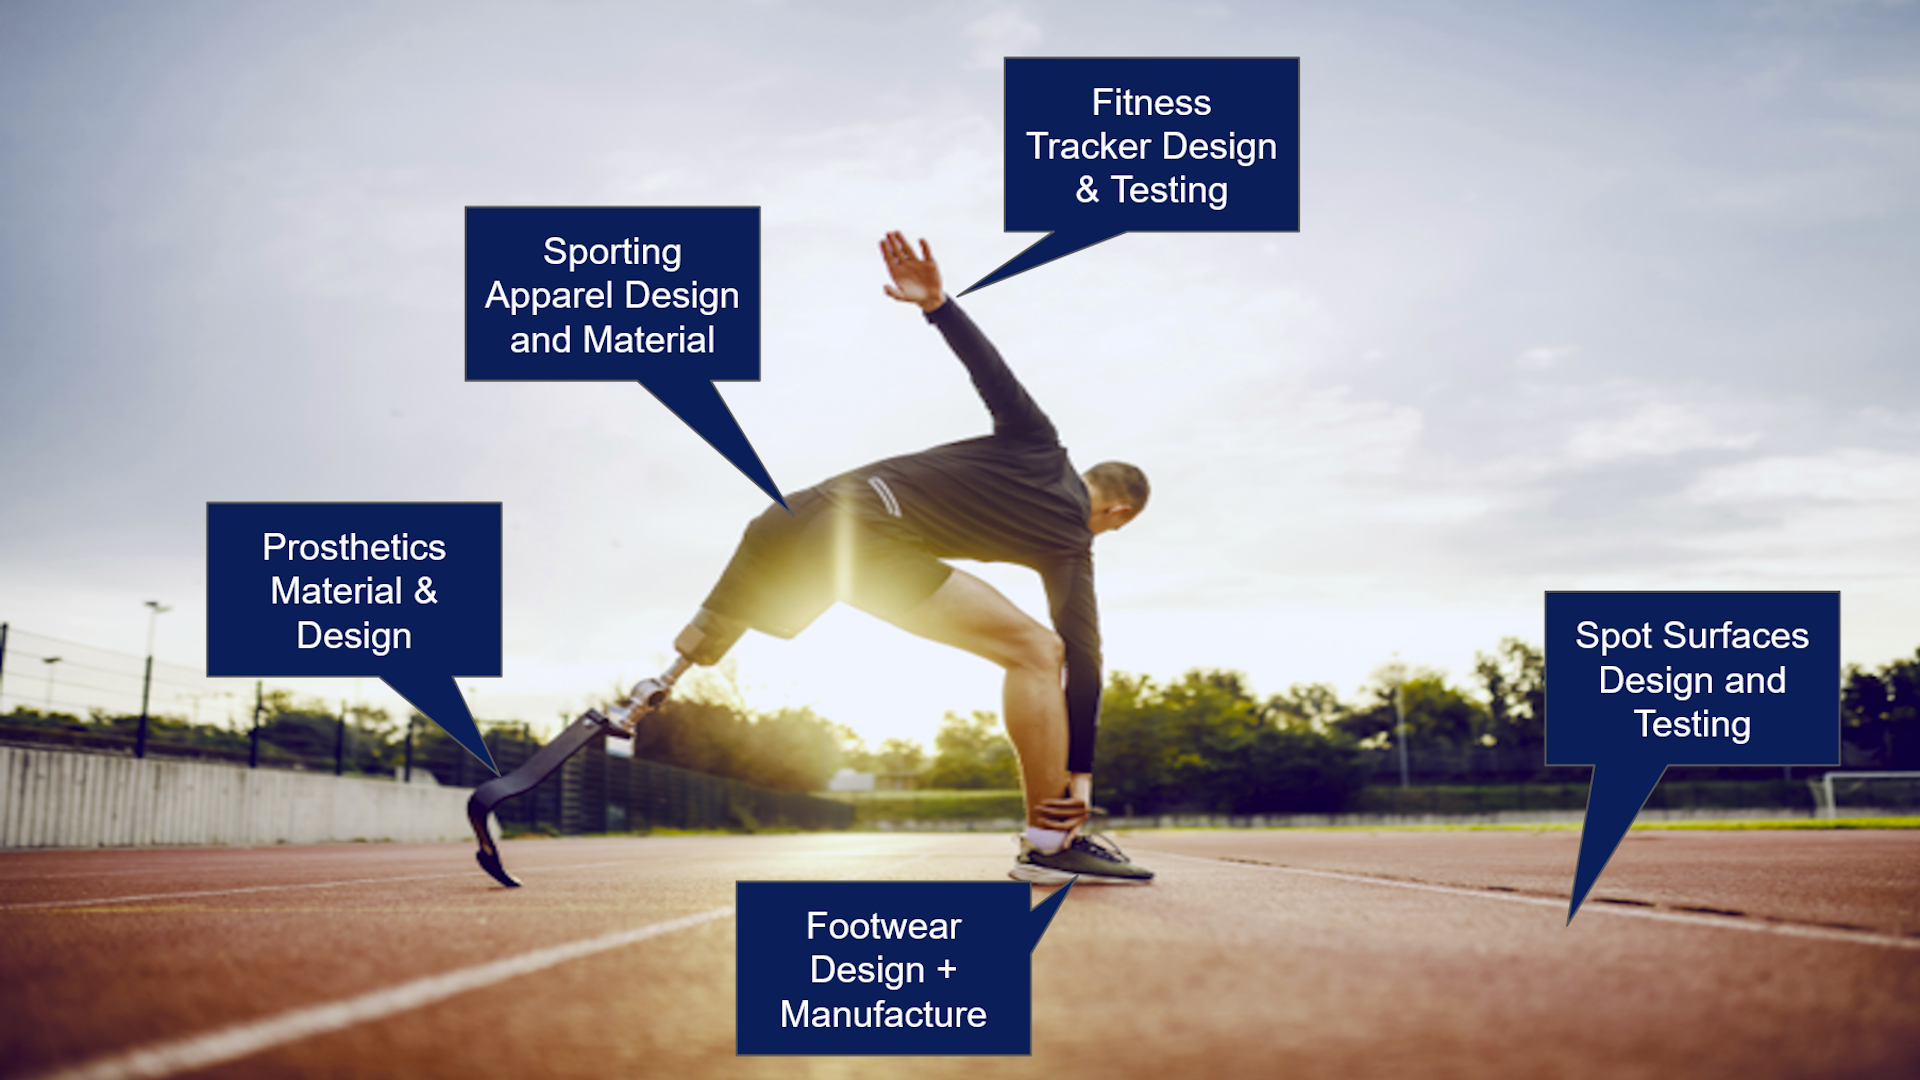 Fitness
Tracker Design
& Testing
Sporting
Apparel Design
and Material
Prosthetics
Material &
Design
Spot Surfaces
Design and
Testing
Footwear
Design +
Manufacture